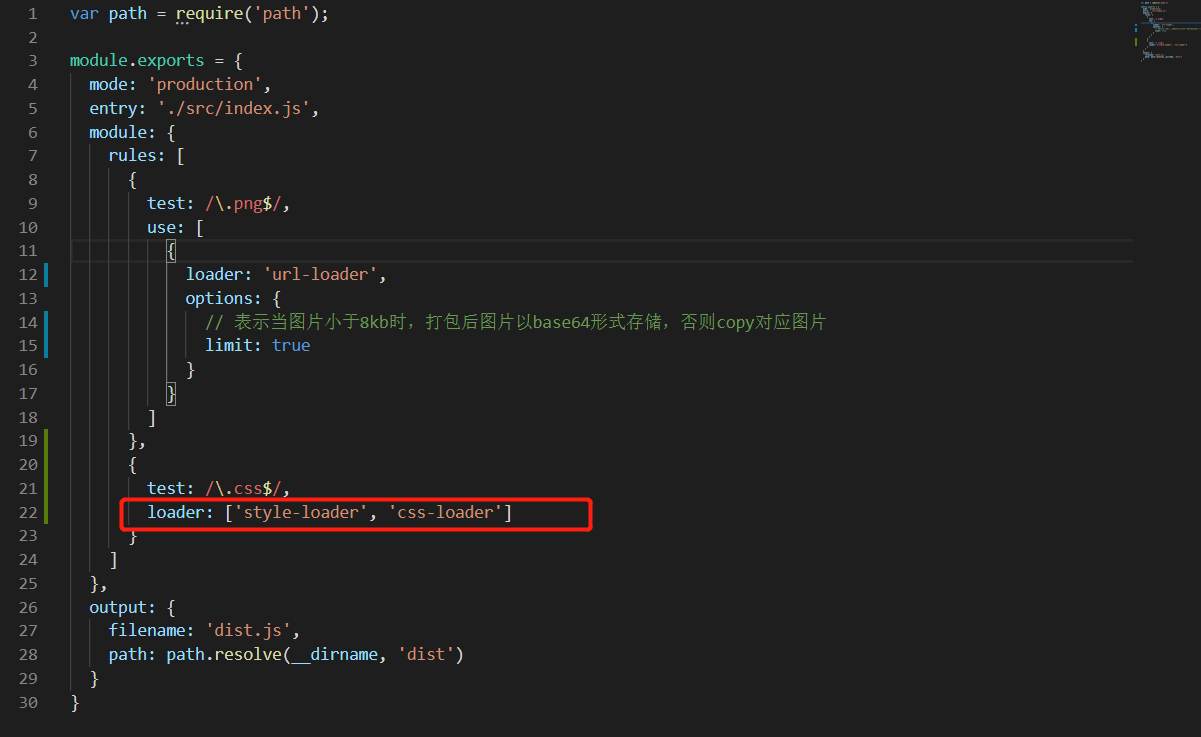 1 var path = require('path');
2
3 module.exports = {
4 mode: 'production',
5 entry: './src/index.js',
6 module: {
7 rules: [
8 {
9 test: /\.png$/,
10 use: [
11 {
12 loader: 'url-loader',
13 options: {
14 // 表示当图片小于8kb时，打包后图片以base64形式存储，否则copy对应图片
15 limit: true
16 }
17 }
18 ]
19 },
20 {
21 test: /\.css$/,
22 loader: ['style-loader', 'css-loader']
23 }
24 ]
25 },
26 output: {
27 filename: 'dist.js',
28 path: path.resolve(__dirname, 'dist')
29 }
30 }